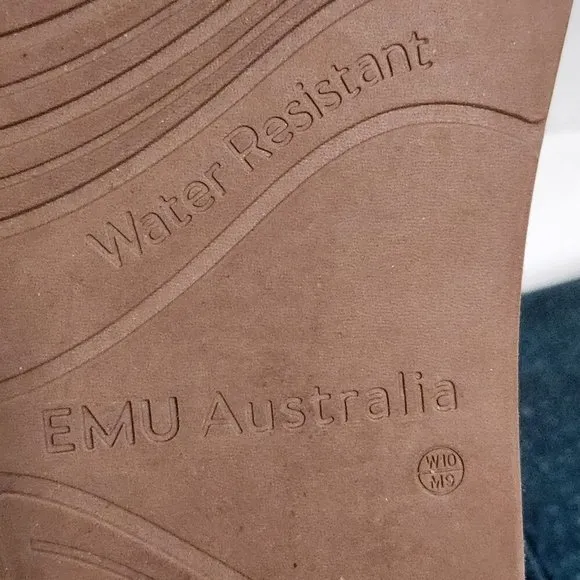 Water Resistant
EMU Australia
W10
M9